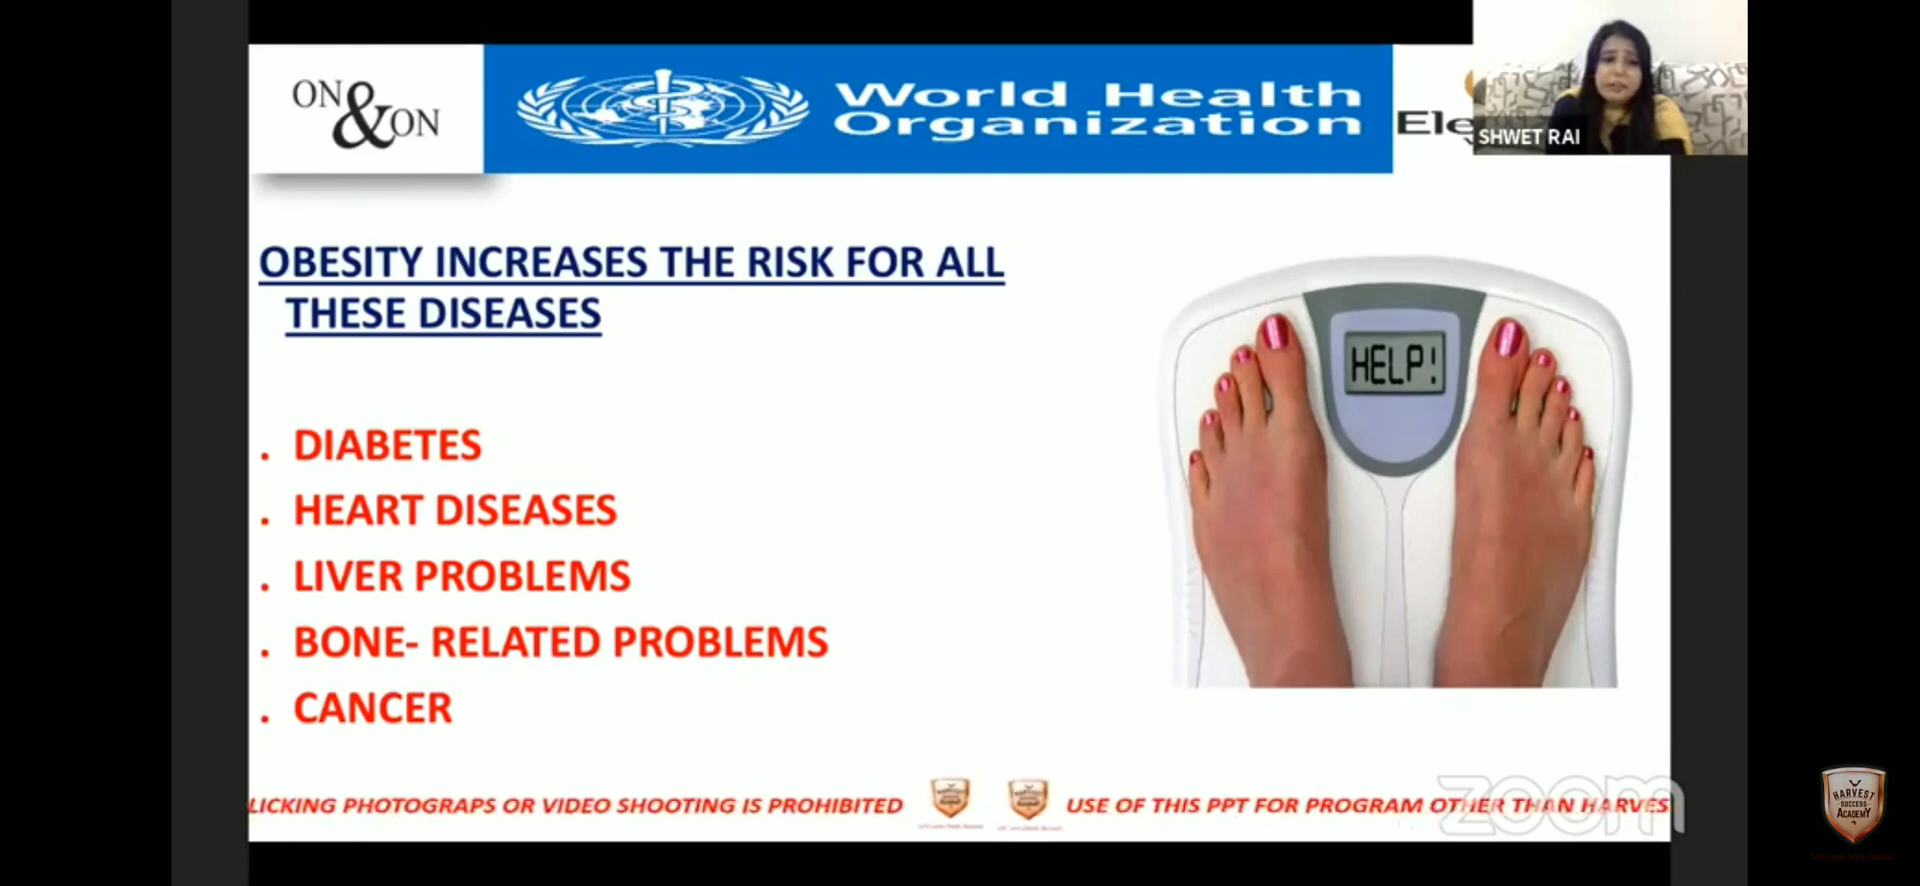 ON & ON
World Health
Organization
Ele
SHWET RAI
OBESITY INCREASES THE RISK FOR ALL
THESE DISEASES
HELP!
. DIABETES
. HEART DISEASES
. LIVER PROBLEMS
. BONE- RELATED PROBLEMS
. CANCER
LICKING PHOTOGRAPS OR VIDEO SHOOTING IS PROHIBITED
USE OF THIS PPT FOR PROGRAM OTHER THAN HARVES
zoom
HARVEST
SUCCESS
ACADEMY